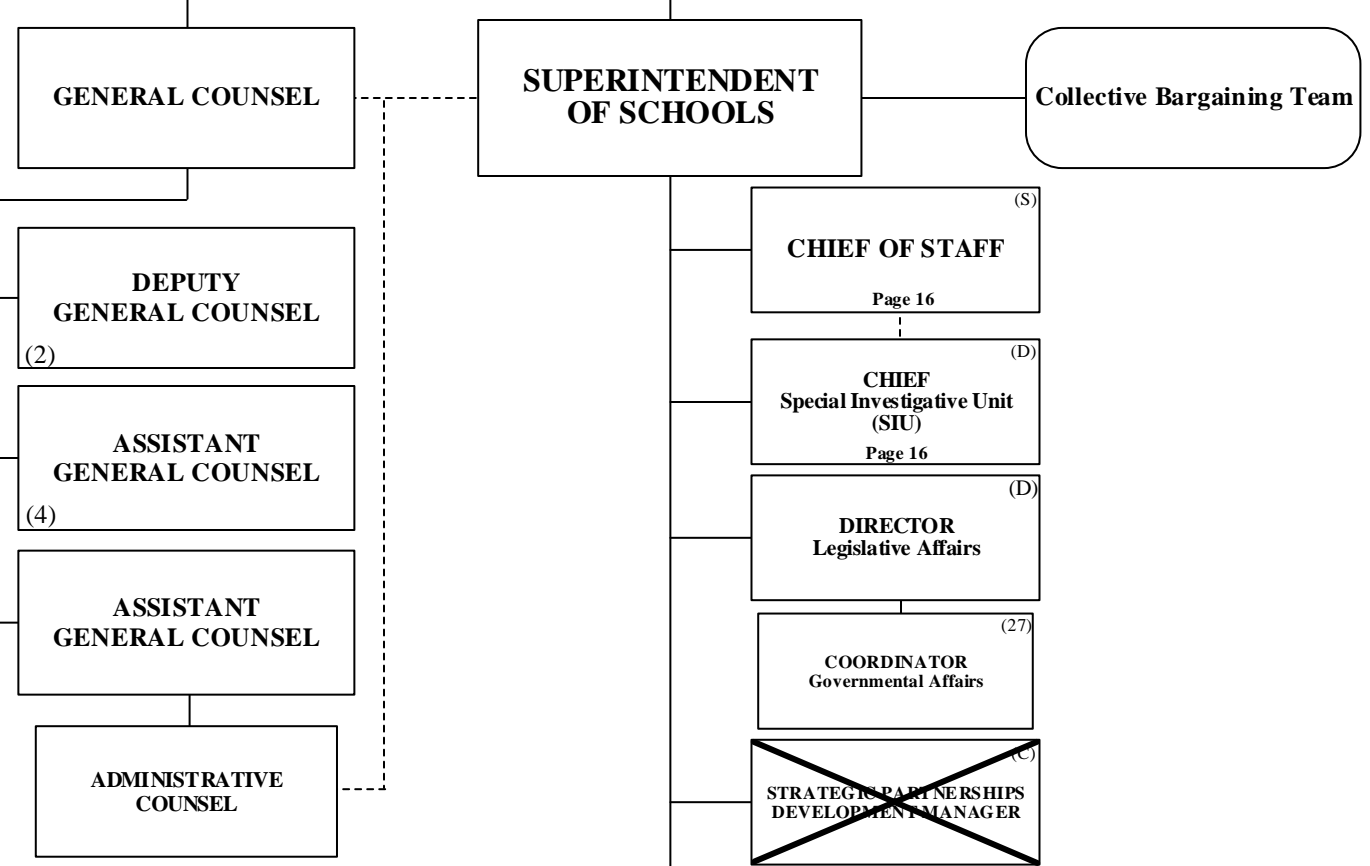 GENERAL COUNSEL
SUPERINTENDENT
OF SCHOOLS
Collective Bargaining Team
DEPUTY
GENERAL COUNSEL
(2)
ASSISTANT
GENERAL COUNSEL
(4)
ASSISTANT
GENERAL COUNSEL
ADMINISTRATIVE
COUNSEL
(S)
CHIEF OF STAFF
Page 16
(D)
CHIEF
Special Investigative Unit
(SIU)
Page 16
(D)
DIRECTOR
Legislative Affairs
(27)
COORDINATOR
Governmental Affairs
(C)
STRATEGIC PARTNERSHIPS
DEVELOPMENT MANAGER